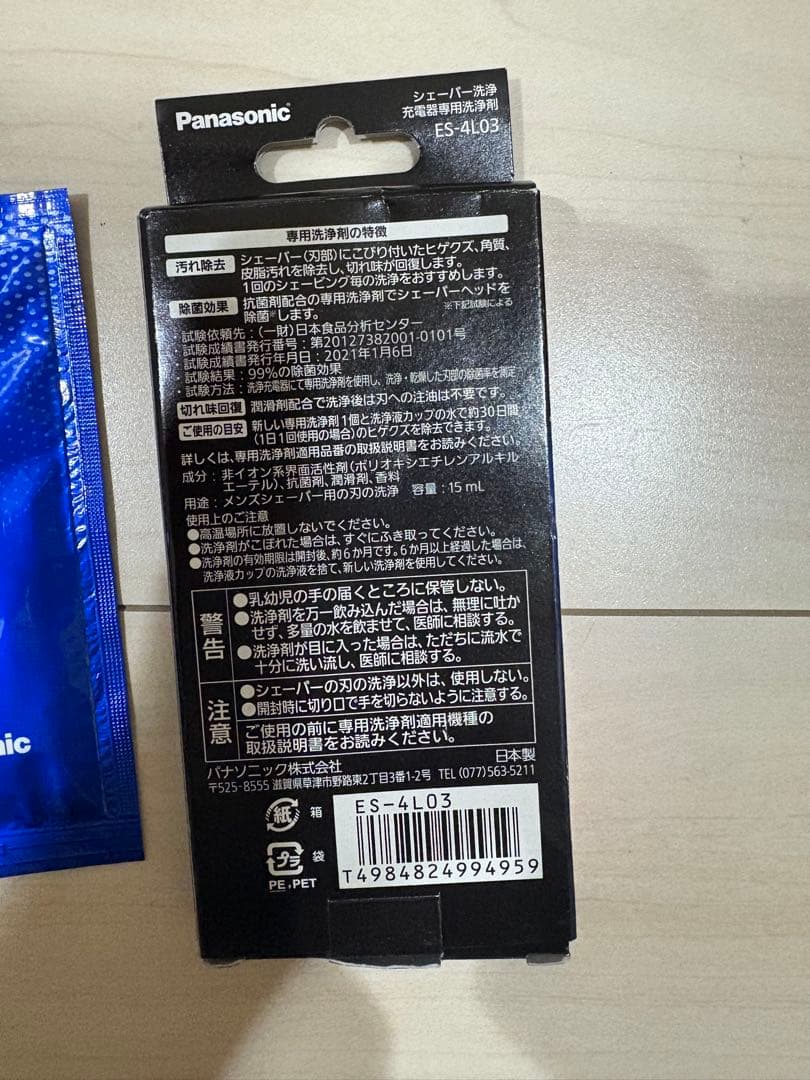 Panasonic
シェーバー洗浄
充電器専用洗浄剤
ES-4L03
専用洗浄剤の特徴
汚れ除去 シェーバー(刃部)にこびり付いたヒゲクズ、角質、
皮脂汚れを除去し、切れ味が回復します。
1回のシェービング毎の洗浄をおすすめします。
除菌効果 抗菌剤配合の専用洗浄剤でシェーバーヘッドを
除菌※します。 ※下記試験による
試験依頼先:(一財)日本食品分析センター
試験成績書発行番号:第20127382001-0101号
試験成績書発行年月日:2021年1月6日
試験結果:99%の除菌効果
試験方法:洗浄充電器にて専用洗浄剤を使用し、洗浄・乾燥した刃部の除菌率を測定
切れ味回復 潤滑剤配合で洗浄後は刃への注油は不要です。
ご使用の目安 新しい専用洗浄剤1個と洗浄液カップの水で約30日間
(1日1回使用の場合)のヒゲクズを除去できます。
詳しくは、専用洗浄剤適用品番の取扱説明書をお読みください。
成分:非イオン系界面活性剤(ポリオキシエチレンアルキル
エーテル)、抗菌剤、潤滑剤、香料
用途:メンズシェーバー用の刃の洗浄 容量:15 mL
使用上のご注意
●高温場所に放置しないでください。
●洗浄剤がこぼれた場合は、すぐにふき取ってください。
●洗浄剤の有効期限は開封後、約6か月です。6か月以上経過した場合は、
洗浄液カップの洗浄液を捨て、新しい洗浄剤を使用してください。
警告
●乳幼児の手の届くところに保管しない。
●洗浄剤を万一飲み込んだ場合は、無理に吐か
せず、多量の水を飲ませて、医師に相談する。
●洗浄剤が目に入った場合は、ただちに流水で
十分に洗い流し、医師に相談する。
注意
●シェーバーの刃の洗浄以外は、使用しない。
●開封時に切り口で手を切らないように注意する。
ご使用の前に専用洗浄剤適用機種の
取扱説明書をお読みください。
パナソニック株式会社 日本製
〒525-8555 滋賀県草津市野路東2丁目3番1-2号 TEL (077)563-5211
紙 箱
プラ 袋
PE,PET
ES-4L03
T4984824994959
nic